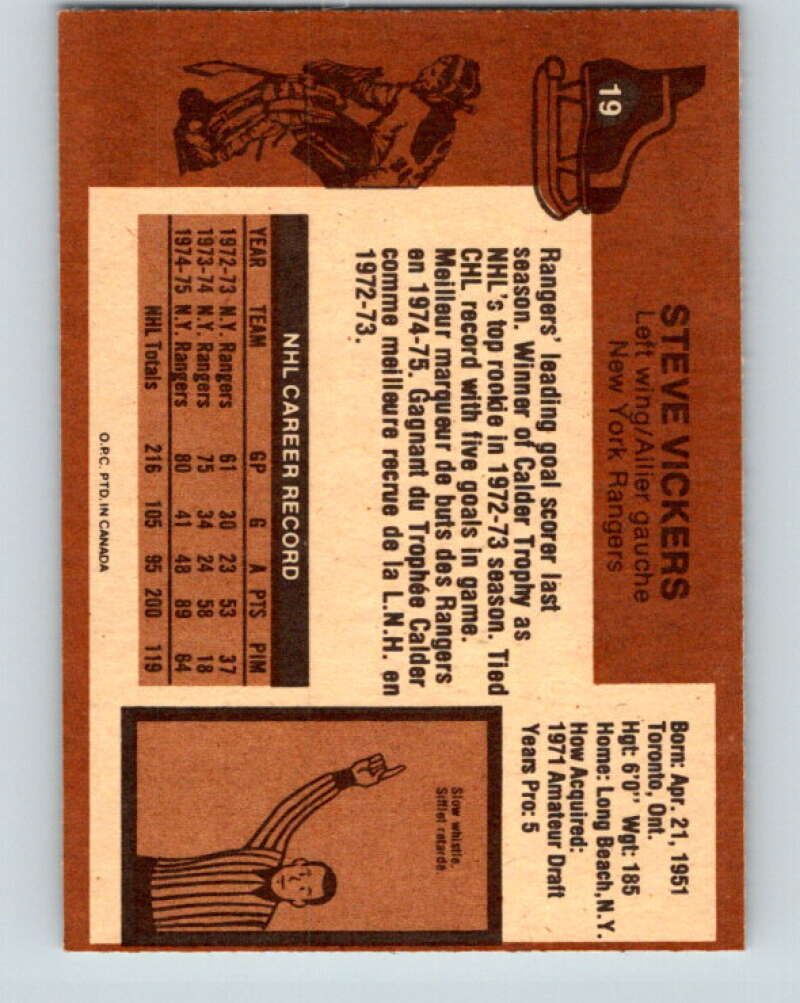 19
STEVE VICKERS
Left wing/Ailier gauche
New York Rangers
Born: Apr. 21, 1951
Toronto, Ont.
Hgt: 6'0" Wgt: 185
Home: Long Beach, N.Y.
How Acquired:
1971 Amateur Draft
Years Pro: 5
Rangers' leading goal scorer last
season. Winner of Calder Trophy as
NHL's top rookie in 1972-73 season. Tied
CHL record with five goals in game.
Meilleur marqueur de buts des Rangers
en 1974-75. Gagnant du Trophée Calder
comme meilleure recrue de la L.N.H. en
1972-73.
NHL CAREER RECORD
YEAR TEAM GP G A PTS PIM
1972-73 N.Y. Rangers 61 30 23 53 37
1973-74 N.Y. Rangers 75 34 24 58 18
1974-75 N.Y. Rangers 80 41 48 89 64
NHL Totals 216 105 95 200 119
Slow whistle.
Sifflet retardé.
O.P.C. PTD. IN CANADA